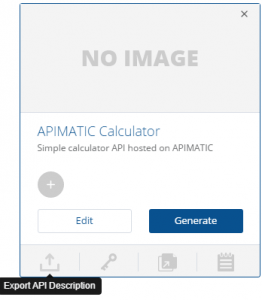 NO IMAGE
APIMATIC Calculator
Simple calculator API hosted on APIMATIC
Edit
Generate
Export API Description